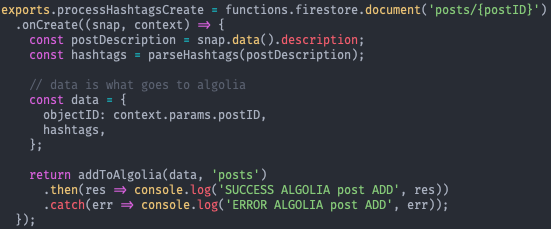 exports.processHashtagsCreate = functions.firestore.document('posts/{postID}')
.onCreate((snap, context) => {
const postDescription = snap.data().description;
const hashtags = parseHashtags(postDescription);
// data is what goes to algolia
const data = {
objectID: context.params.postID,
hashtags,
};
return addToAlgolia(data, 'posts')
.then(res => console.log('SUCCESS ALGOLIA post ADD', res))
.catch(err => console.log('ERROR ALGOLIA post ADD', err));
});